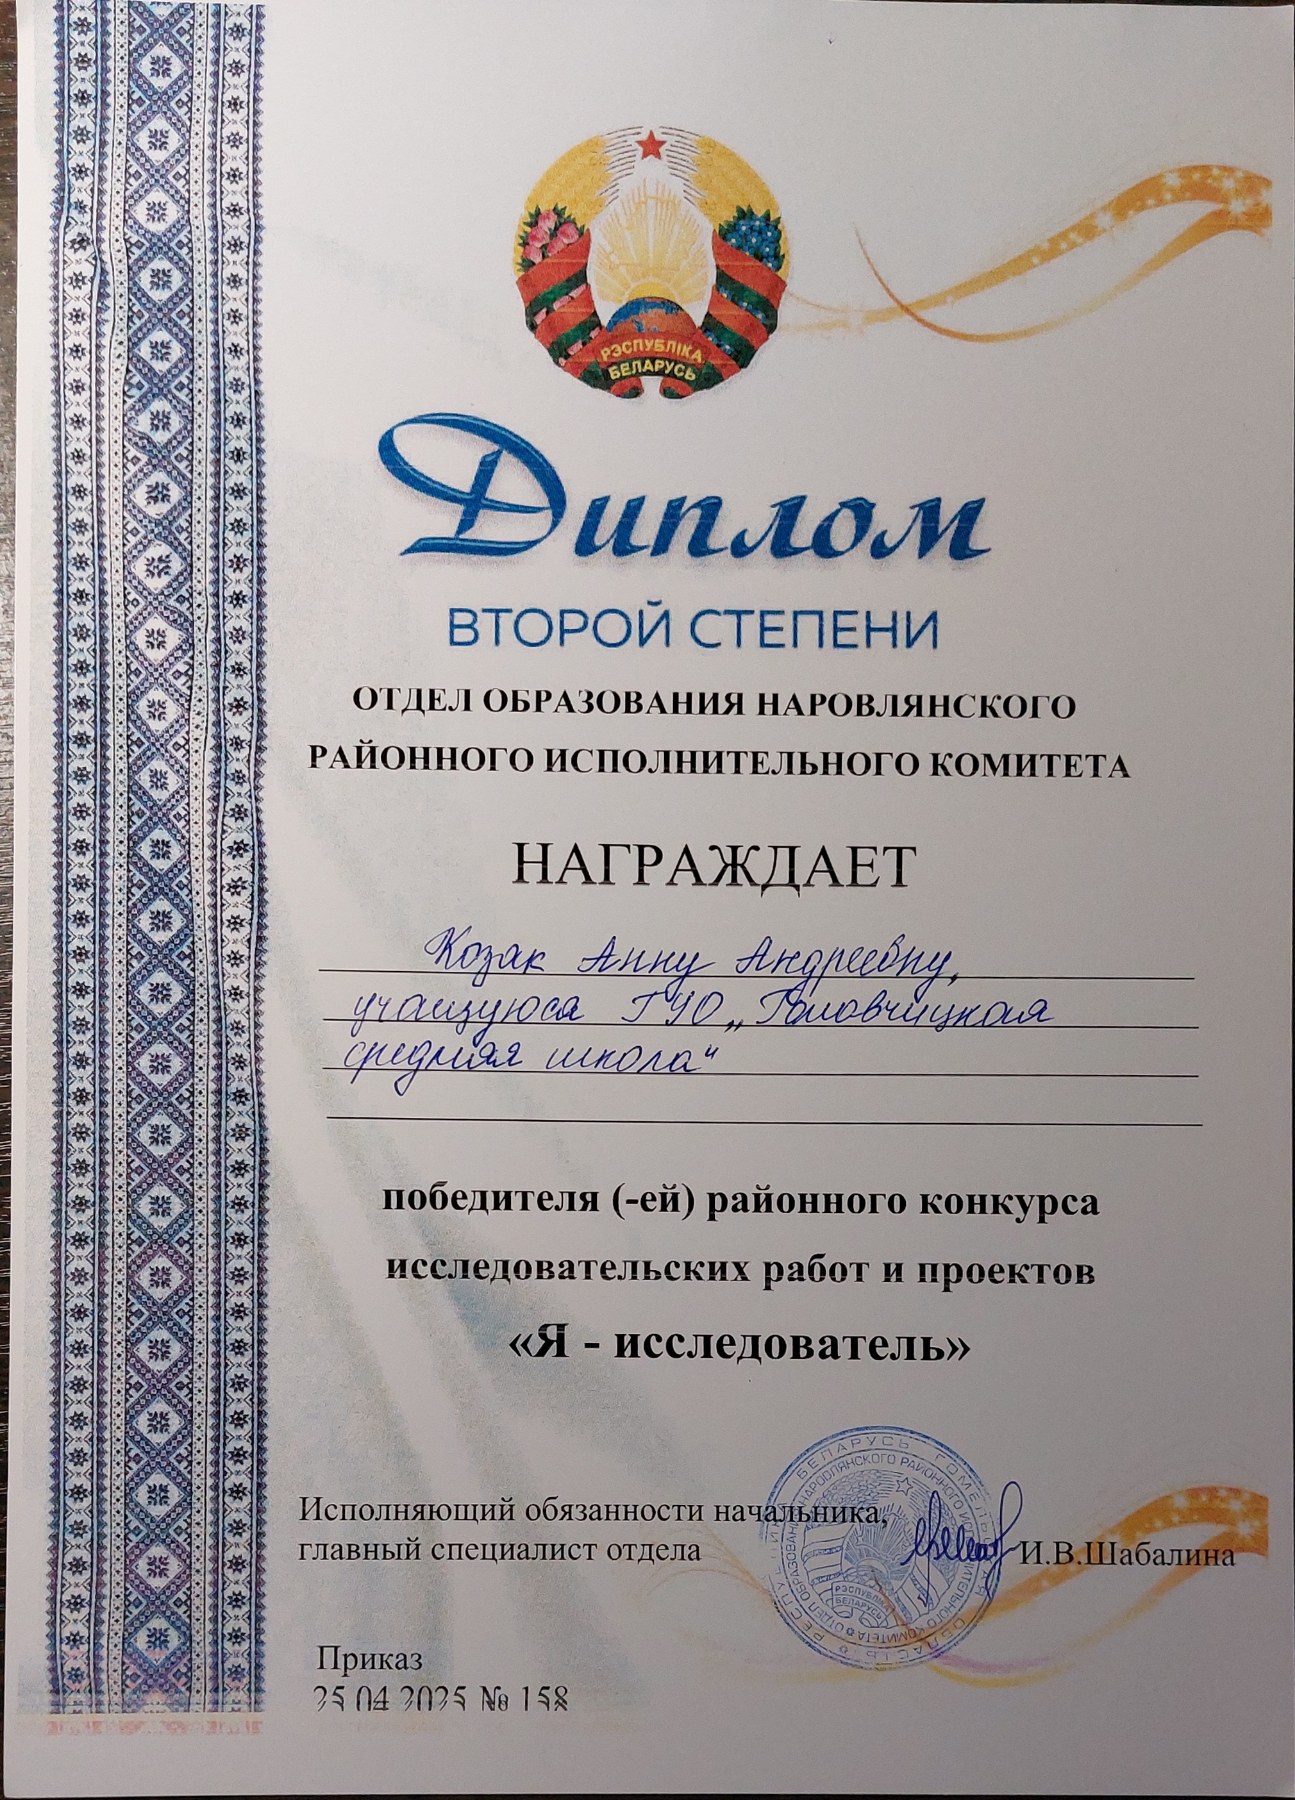 РЭСПУБЛІКА
БЕЛАРУСЬ
Диплом
ВТОРОЙ СТЕПЕНИ
ОТДЕЛ ОБРАЗОВАНИЯ НАРОВЛЯНСКОГО
РАЙОННОГО ИСПОЛНИТЕЛЬНОГО КОМИТЕТА
НАГРАЖДАЕТ
Козак Анну Андреевну,
учащуюся ГУО „Головчицкая
средняя школа"
победителя (-ей) районного конкурса
исследовательских работ и проектов
«Я - исследователь»
Исполняющий обязанности начальника,
главный специалист отдела
И.В.Шабалина
РЭСПУБЛІКА
БЕЛАРУСЬ
Приказ
25.04.2025 № 158